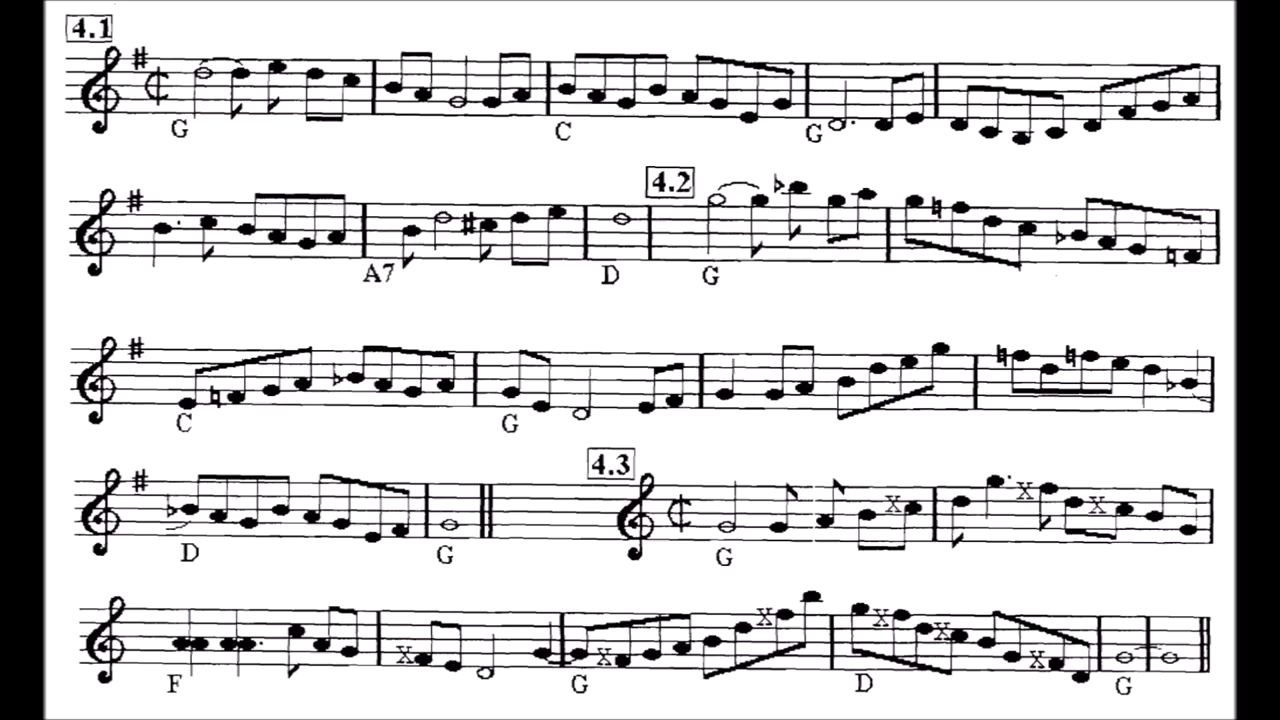 4.1
G C G
4.2
A7 D G
C G
4.3
D G G
X X X
F G D G
X X X X X X